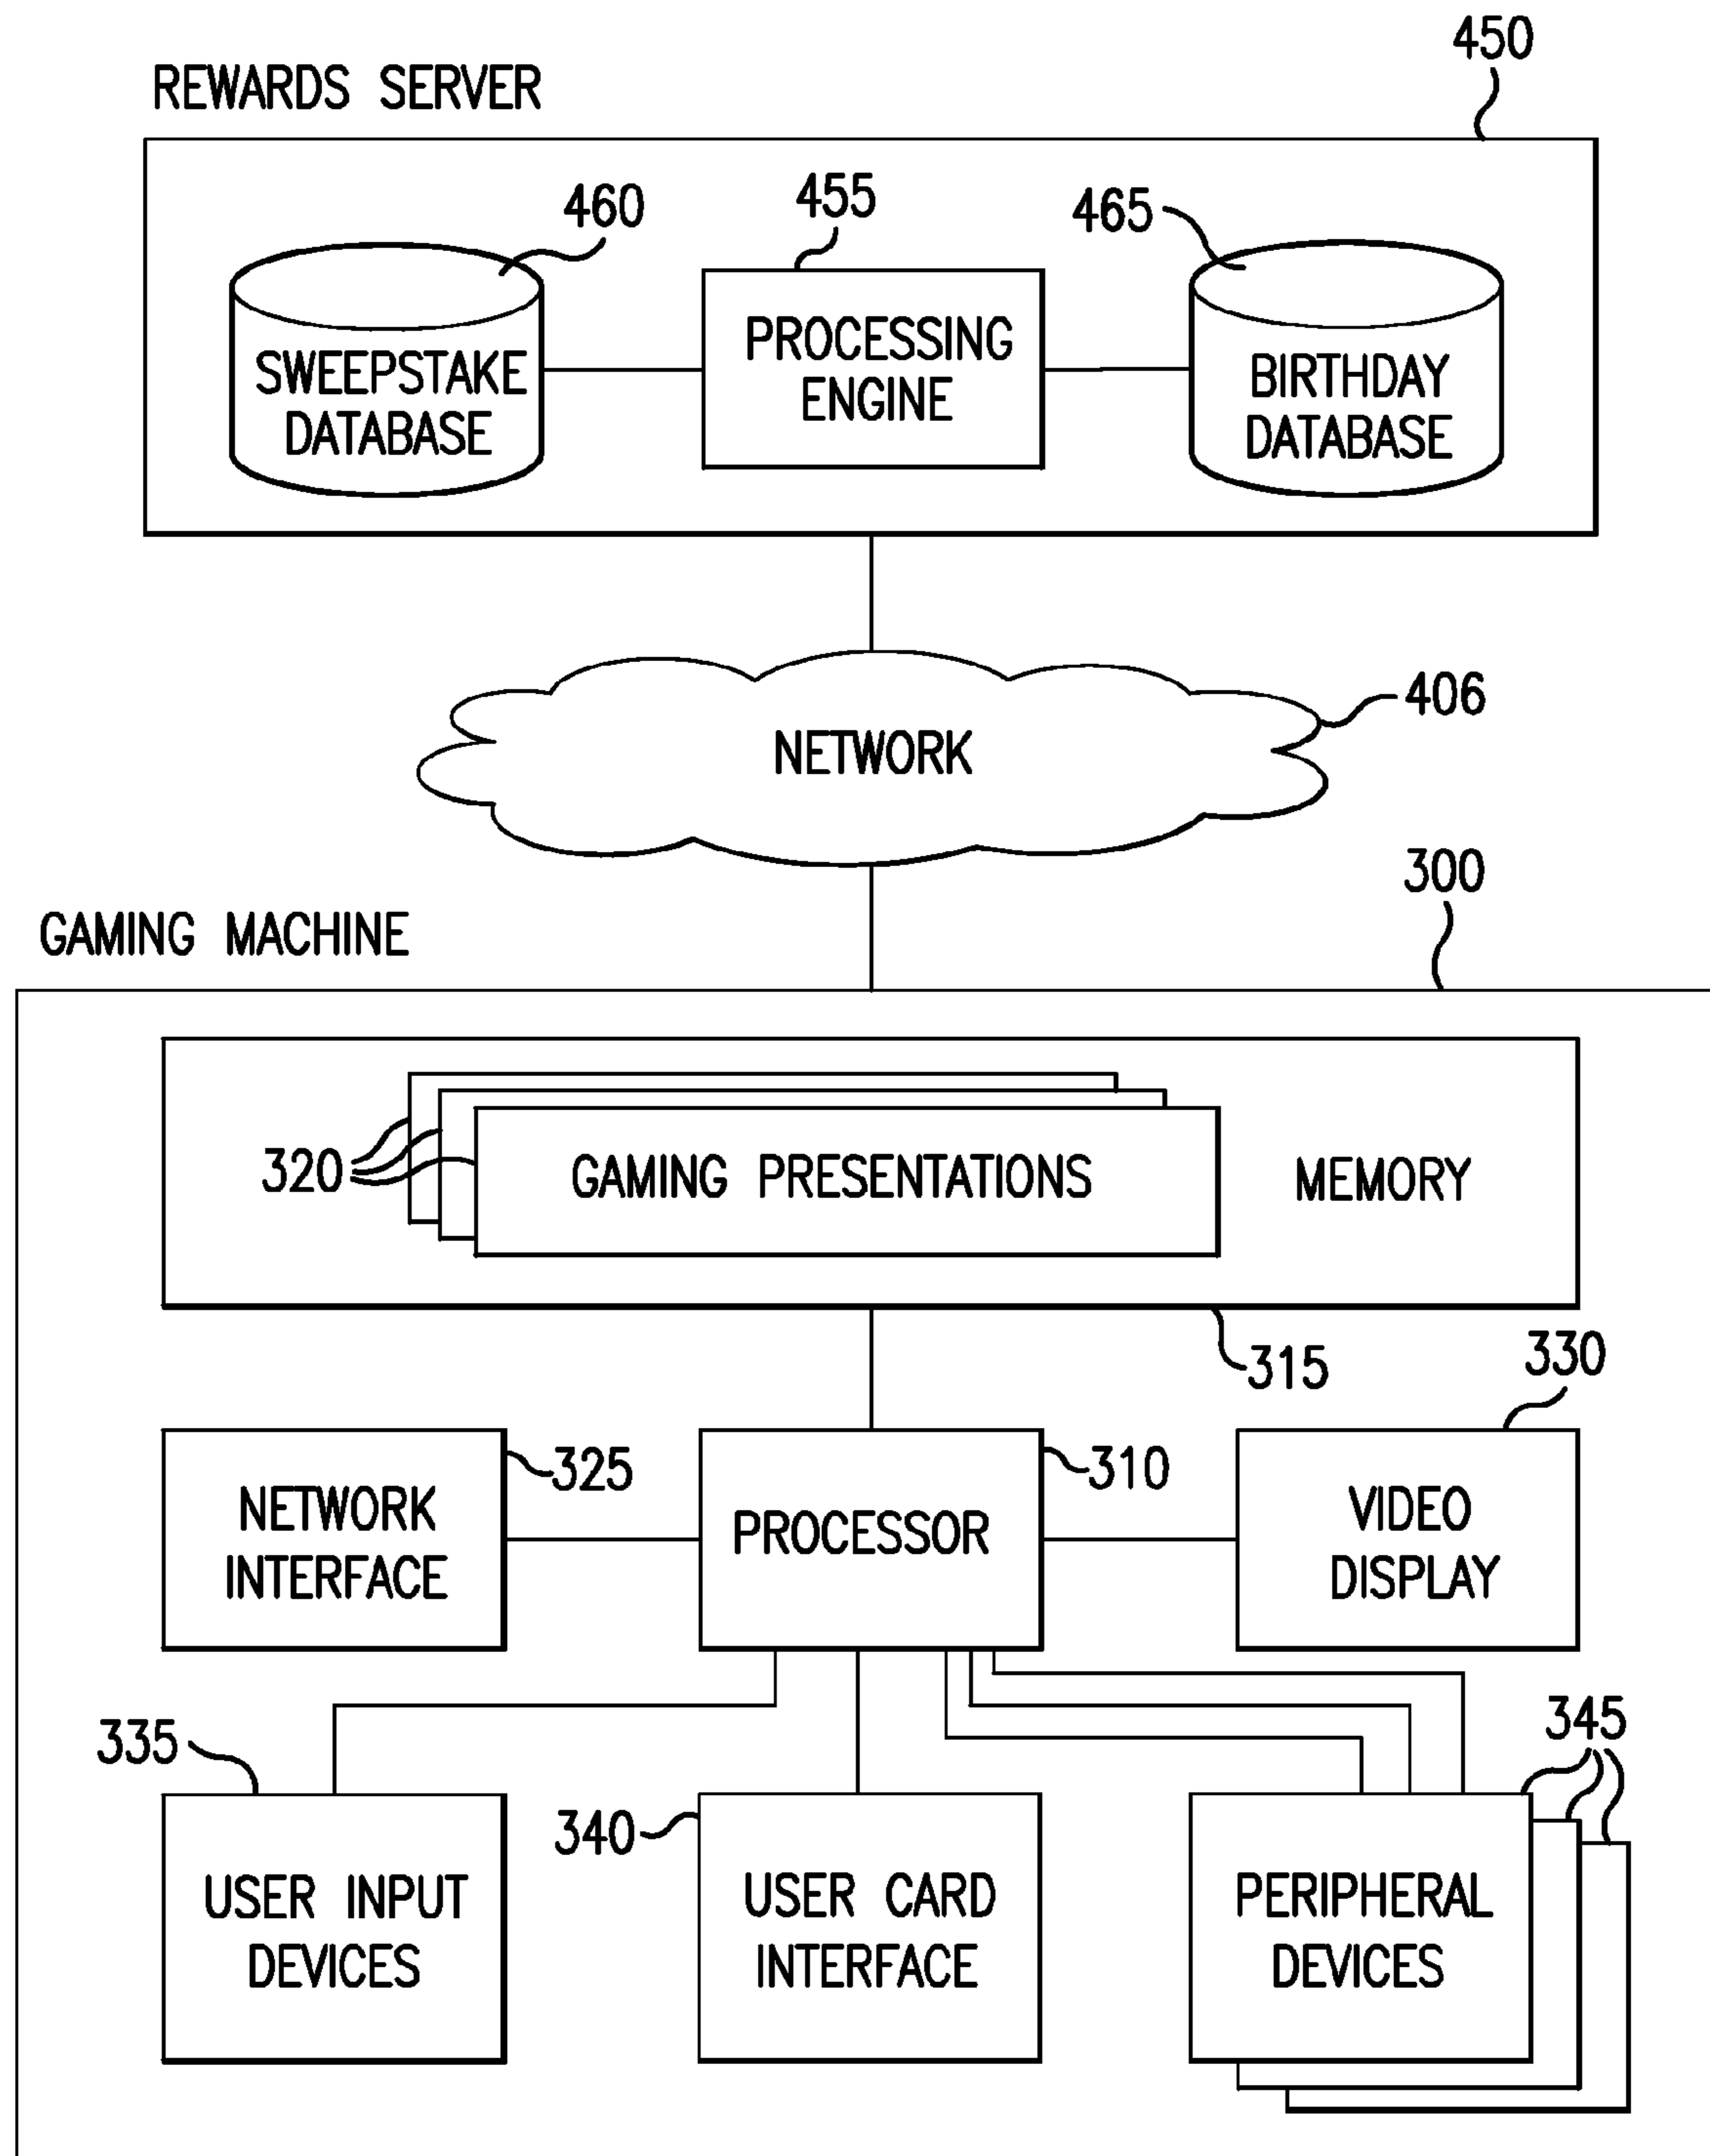 450
REWARDS SERVER
460
455
465
SWEEPSTAKE
DATABASE
PROCESSING
ENGINE
BIRTHDAY
DATABASE
406
NETWORK
300
GAMING MACHINE
320
GAMING PRESENTATIONS
MEMORY
315
330
325
310
NETWORK
INTERFACE
PROCESSOR
VIDEO
DISPLAY
335
340
345
USER INPUT
DEVICES
USER CARD
INTERFACE
PERIPHERAL
DEVICES